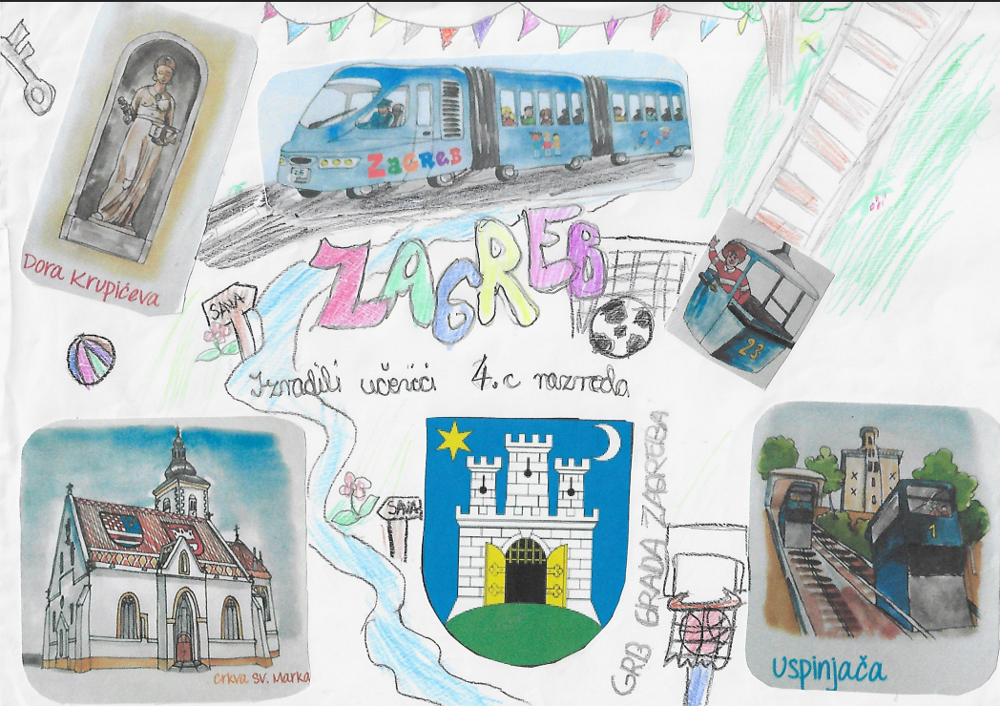 Zagreb
Dora Krupićeva
ZAGREB
SAVA
23
Izradili učenici 4.c razreda
SAVA
GRB GRADA ZAGREBA
1
Crkva sv. Marka
Uspinjača